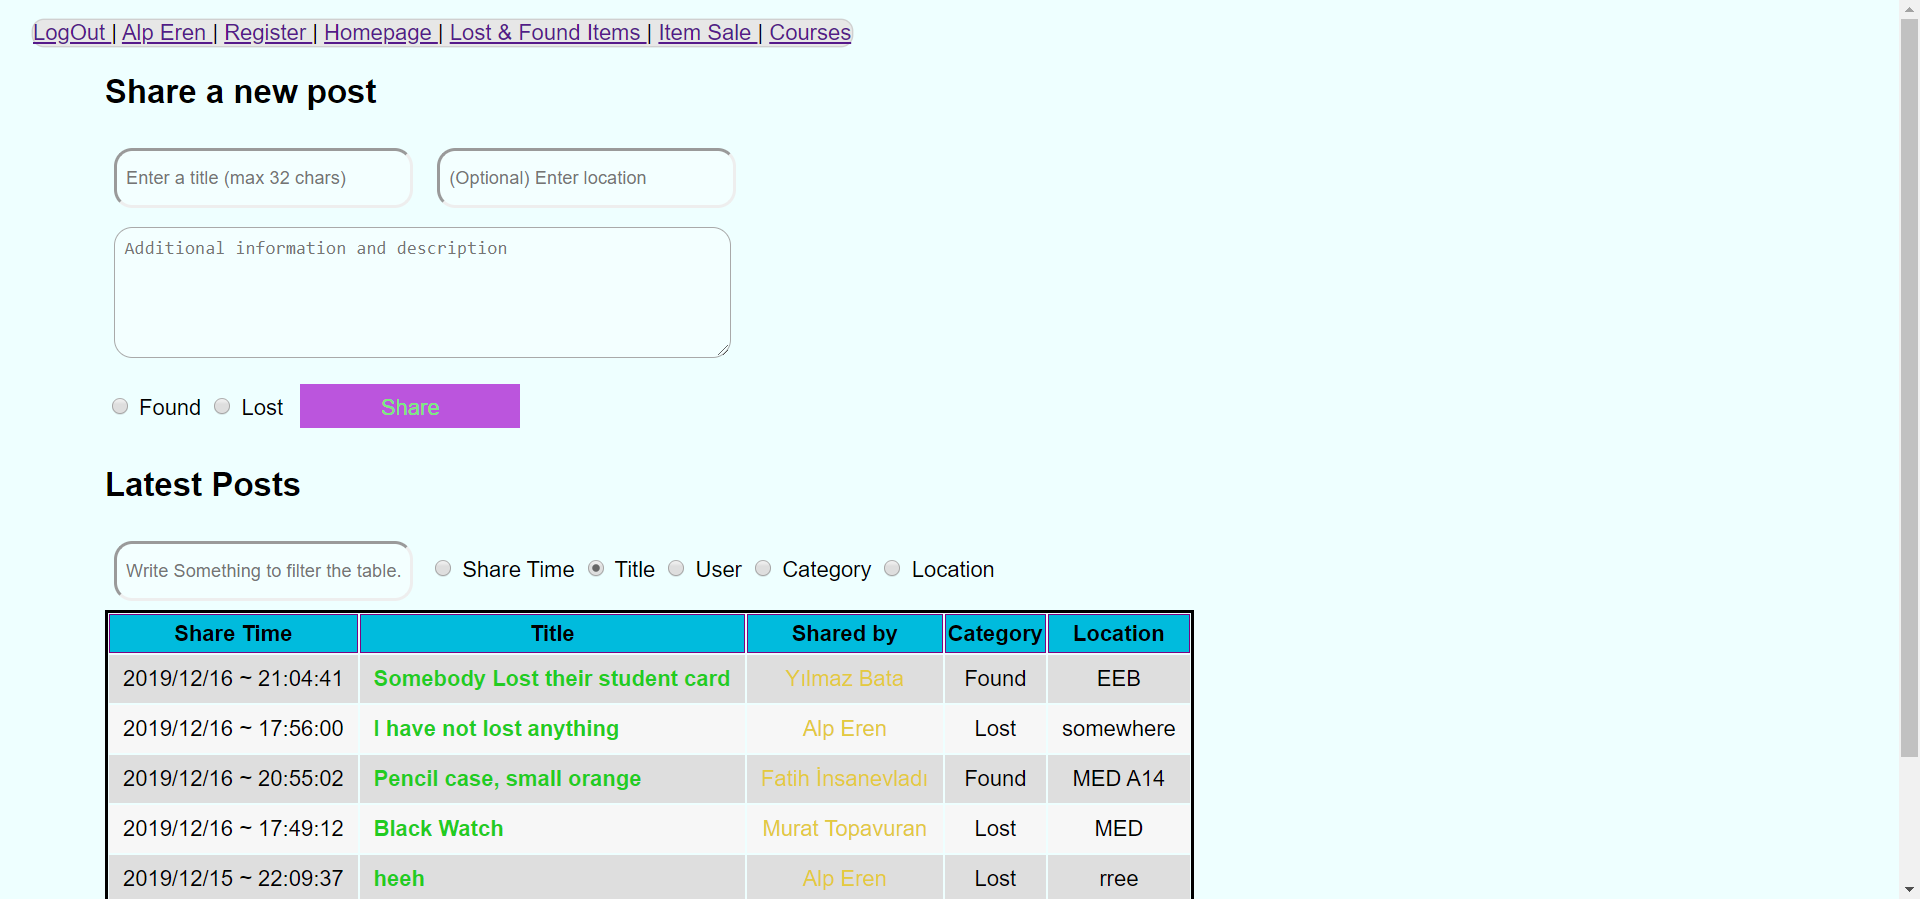 LogOut | Alp Eren | Register | Homepage | Lost & Found Items | Item Sale | Courses
Share a new post
Enter a title (max 32 chars) (Optional) Enter location
Additional information and description
Found Lost Share
Latest Posts
Write Something to filter the table. Share Time Title User Category Location
Share Time Title Shared by Category Location
2019/12/16 ~ 21:04:41 Somebody Lost their student card Yılmaz Bata Found EEB
2019/12/16 ~ 17:56:00 I have not lost anything Alp Eren Lost somewhere
2019/12/16 ~ 20:55:02 Pencil case, small orange Fatih İnsanevladı Found MED A14
2019/12/16 ~ 17:49:12 Black Watch Murat Topavuran Lost MED
2019/12/15 ~ 22:09:37 heeh Alp Eren Lost rree